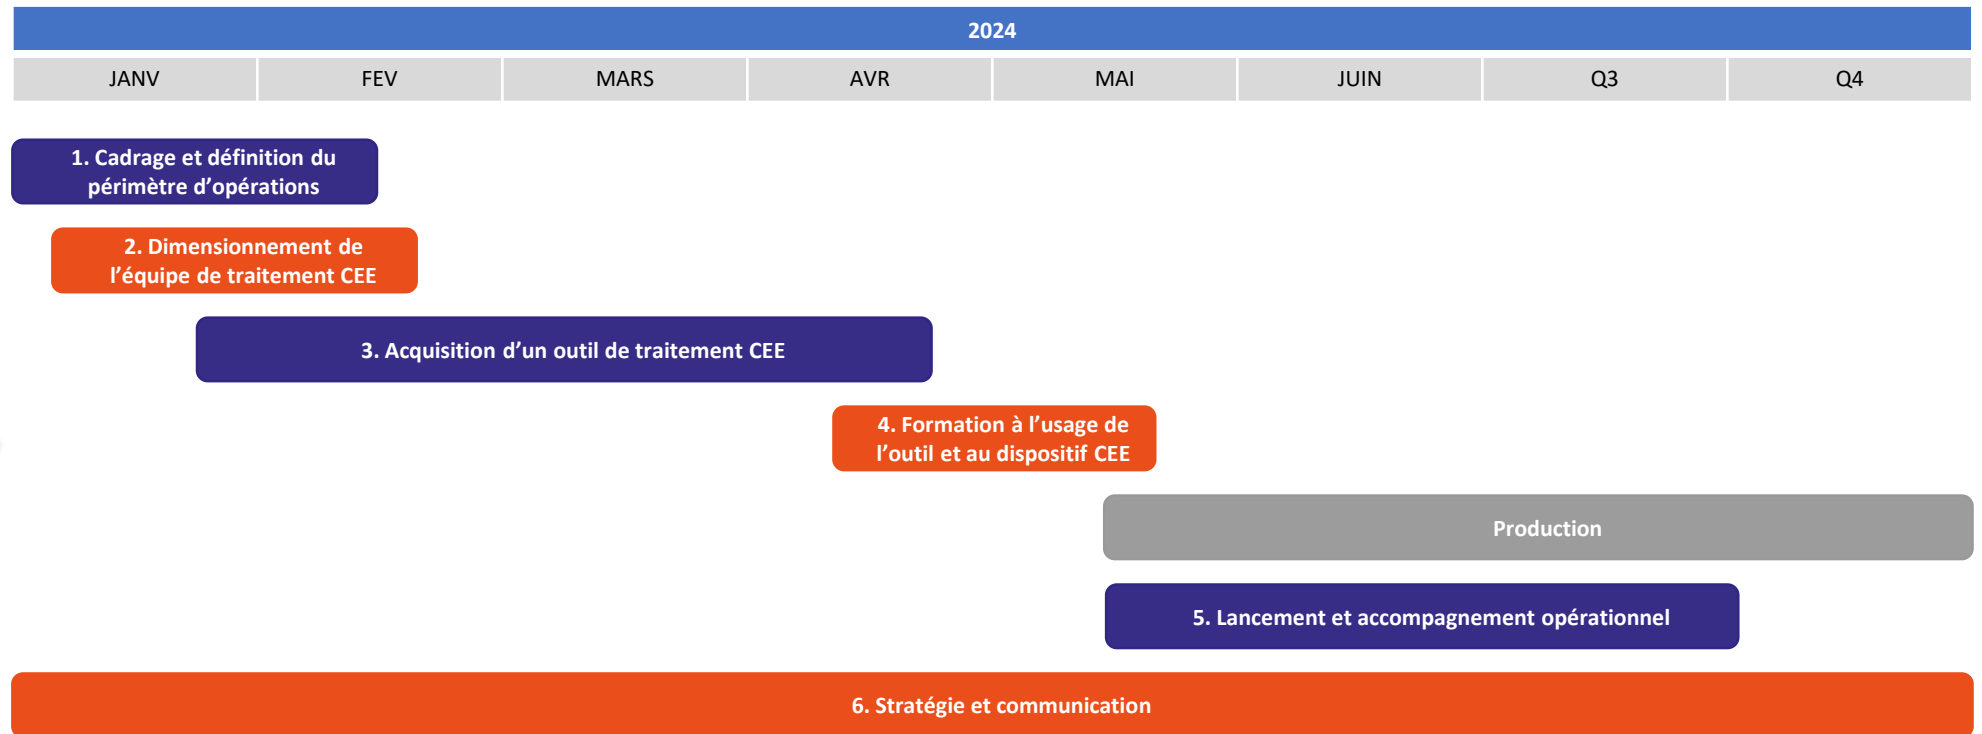 2024
JANV FEV MARS AVR MAI JUIN Q3 Q4
1. Cadrage et définition du
périmètre d’opérations
2. Dimensionnement de
l’équipe de traitement CEE
3. Acquisition d’un outil de traitement CEE
4. Formation à l’usage de
l’outil et au dispositif CEE
Production
5. Lancement et accompagnement opérationnel
6. Stratégie et communication